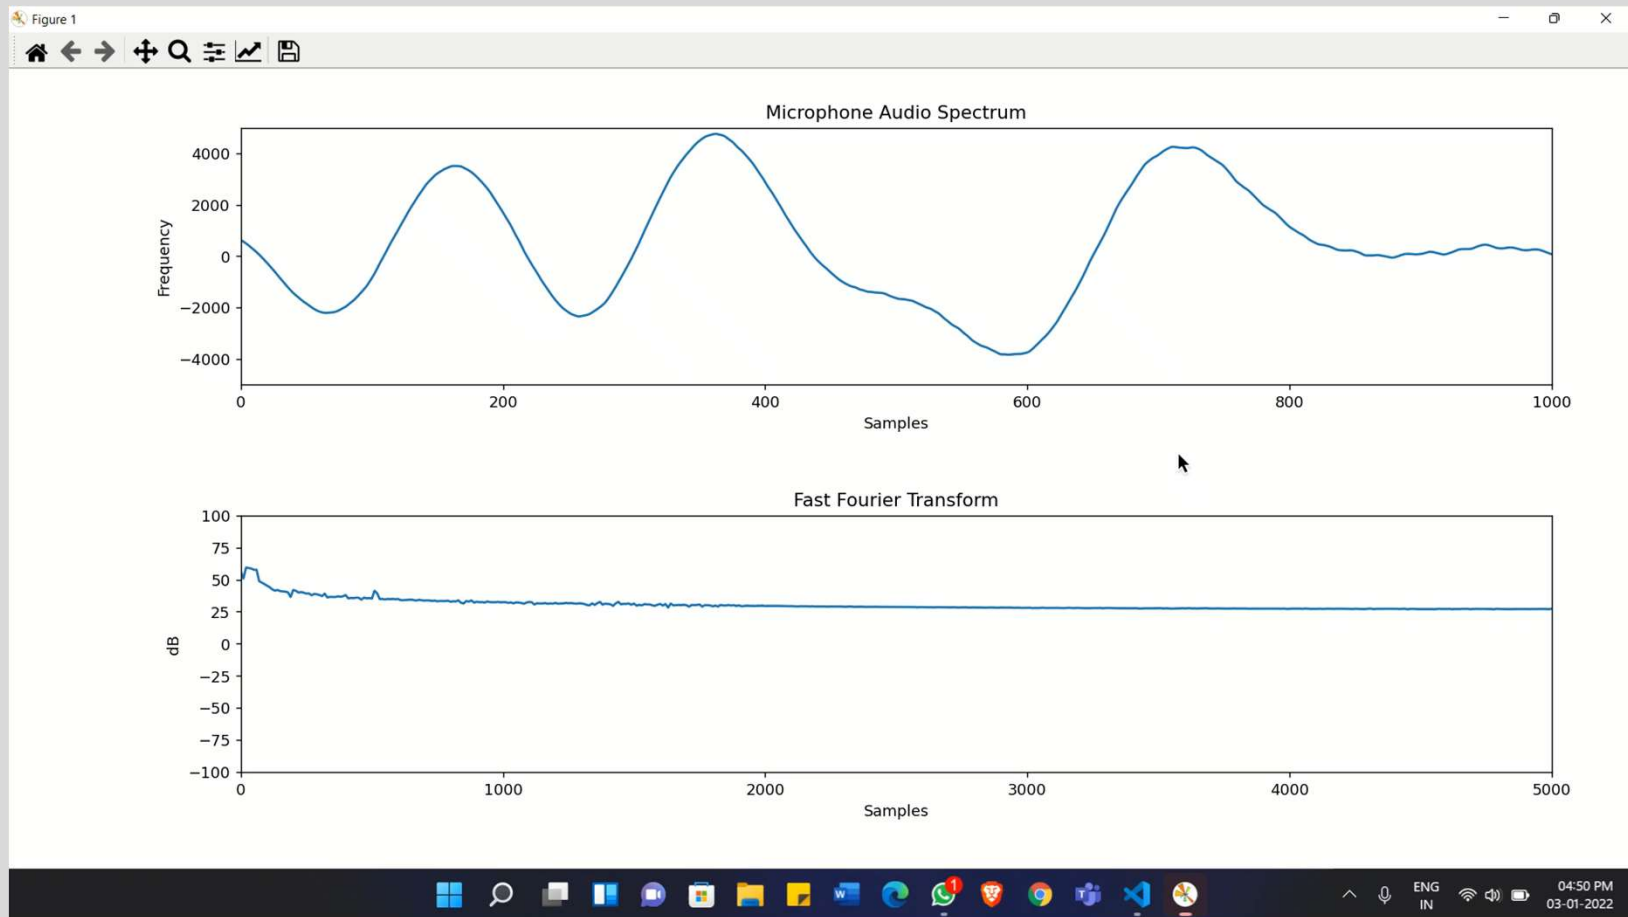 Figure 1
Microphone Audio Spectrum
4000
2000
0
−2000
−4000
Frequency
0 200 400 600 800 1000
Samples
Fast Fourier Transform
100
75
50
25
0
−25
−50
−75
−100
dB
0 1000 2000 3000 4000 5000
Samples
1
W
T
ENG
IN
04:50 PM
03-01-2022